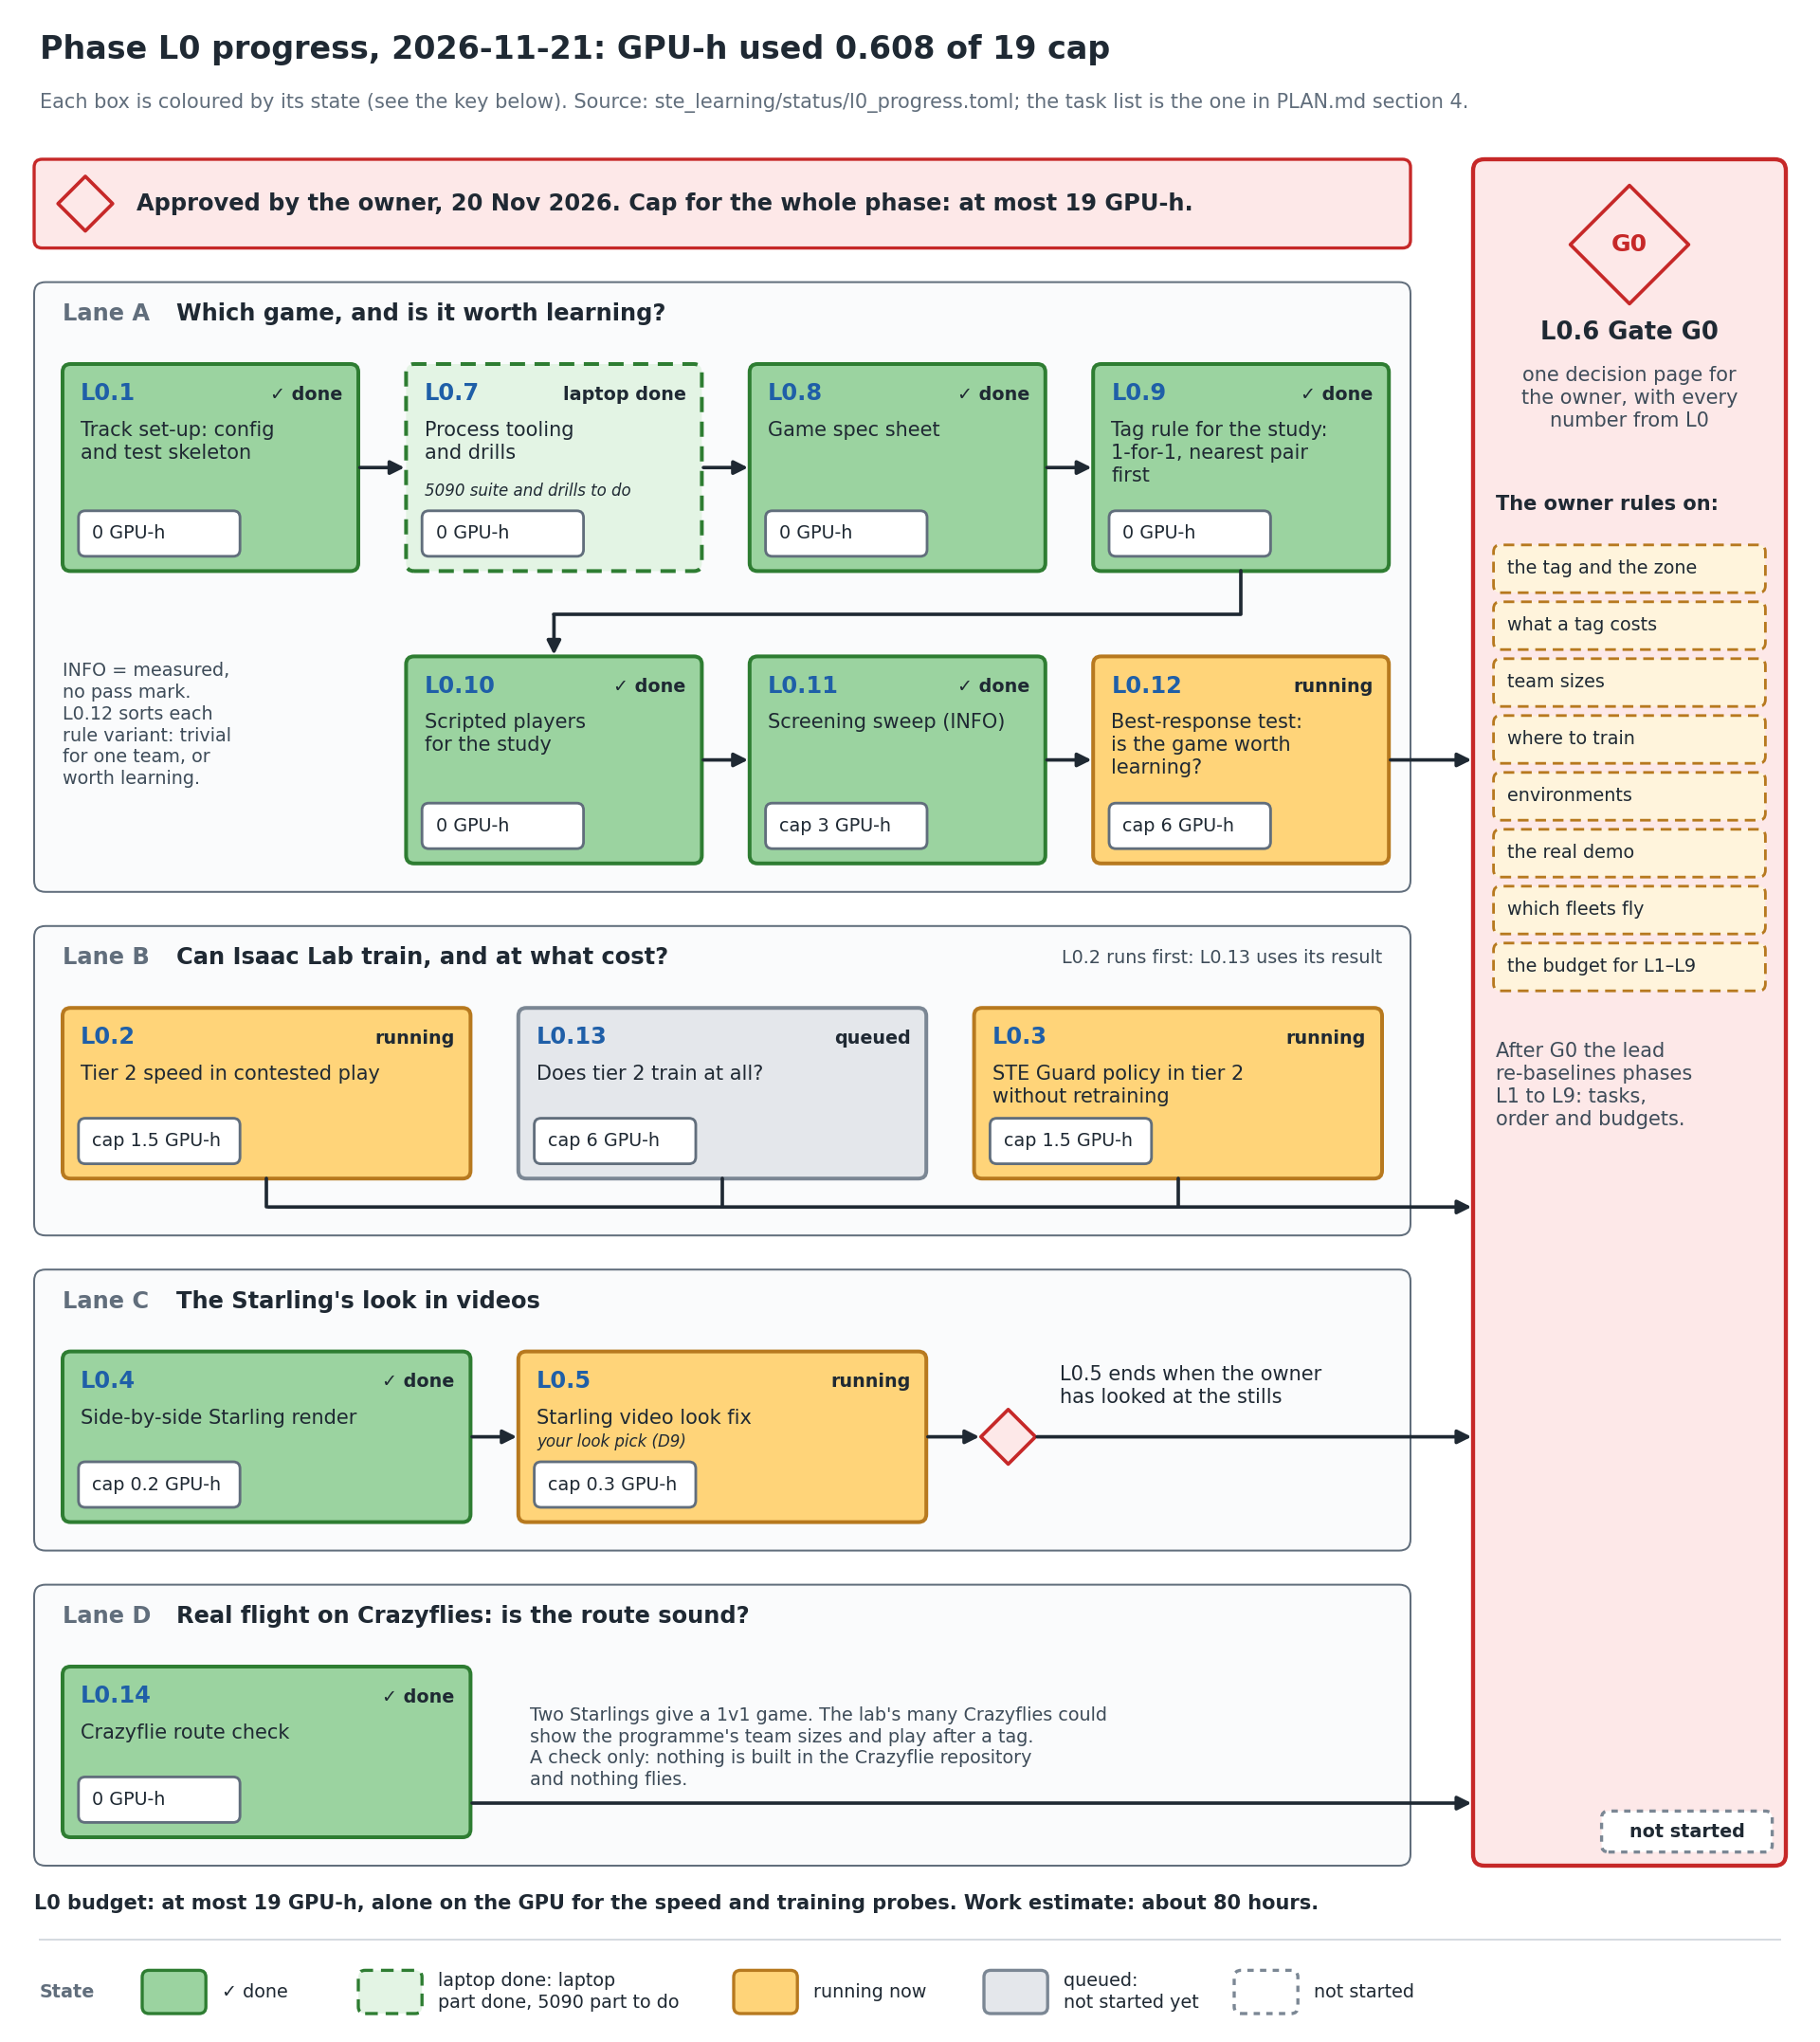 Phase L0 progress, 2026-11-21: GPU-h used 0.608 of 19 cap
Each box is coloured by its state (see the key below). Source: ste_learning/status/l0_progress.toml; the task list is the one in PLAN.md section 4.
Approved by the owner, 20 Nov 2026. Cap for the whole phase: at most 19 GPU-h.
Lane A Which game, and is it worth learning?
L0.1 ✓ done
Track set-up: config
and test skeleton
0 GPU-h
L0.7 laptop done
Process tooling
and drills
5090 suite and drills to do
0 GPU-h
L0.8 ✓ done
Game spec sheet
0 GPU-h
L0.9 ✓ done
Tag rule for the study:
1-for-1, nearest pair
first
0 GPU-h
INFO = measured,
no pass mark.
L0.12 sorts each
rule variant: trivial
for one team, or
worth learning.
L0.10 ✓ done
Scripted players
for the study
0 GPU-h
L0.11 ✓ done
Screening sweep (INFO)
cap 3 GPU-h
L0.12 running
Best-response test:
is the game worth
learning?
cap 6 GPU-h
Lane B Can Isaac Lab train, and at what cost?
L0.2 runs first: L0.13 uses its result
L0.2 running
Tier 2 speed in contested play
cap 1.5 GPU-h
L0.13 queued
Does tier 2 train at all?
cap 6 GPU-h
L0.3 running
STE Guard policy in tier 2
without retraining
cap 1.5 GPU-h
Lane C The Starling's look in videos
L0.4 ✓ done
Side-by-side Starling render
cap 0.2 GPU-h
L0.5 running
Starling video look fix
your look pick (D9)
cap 0.3 GPU-h
L0.5 ends when the owner
has looked at the stills
Lane D Real flight on Crazyflies: is the route sound?
L0.14 ✓ done
Crazyflie route check
0 GPU-h
Two Starlings give a 1v1 game. The lab's many Crazyflies could
show the programme's team sizes and play after a tag.
A check only: nothing is built in the Crazyflie repository
and nothing flies.
G0
L0.6 Gate G0
one decision page for
the owner, with every
number from L0
The owner rules on:
the tag and the zone
what a tag costs
team sizes
where to train
environments
the real demo
which fleets fly
the budget for L1–L9
After G0 the lead
re-baselines phases
L1 to L9: tasks,
order and budgets.
not started
L0 budget: at most 19 GPU-h, alone on the GPU for the speed and training probes. Work estimate: about 80 hours.
State
✓ done
laptop done: laptop
part done, 5090 part to do
running now
queued:
not started yet
not started